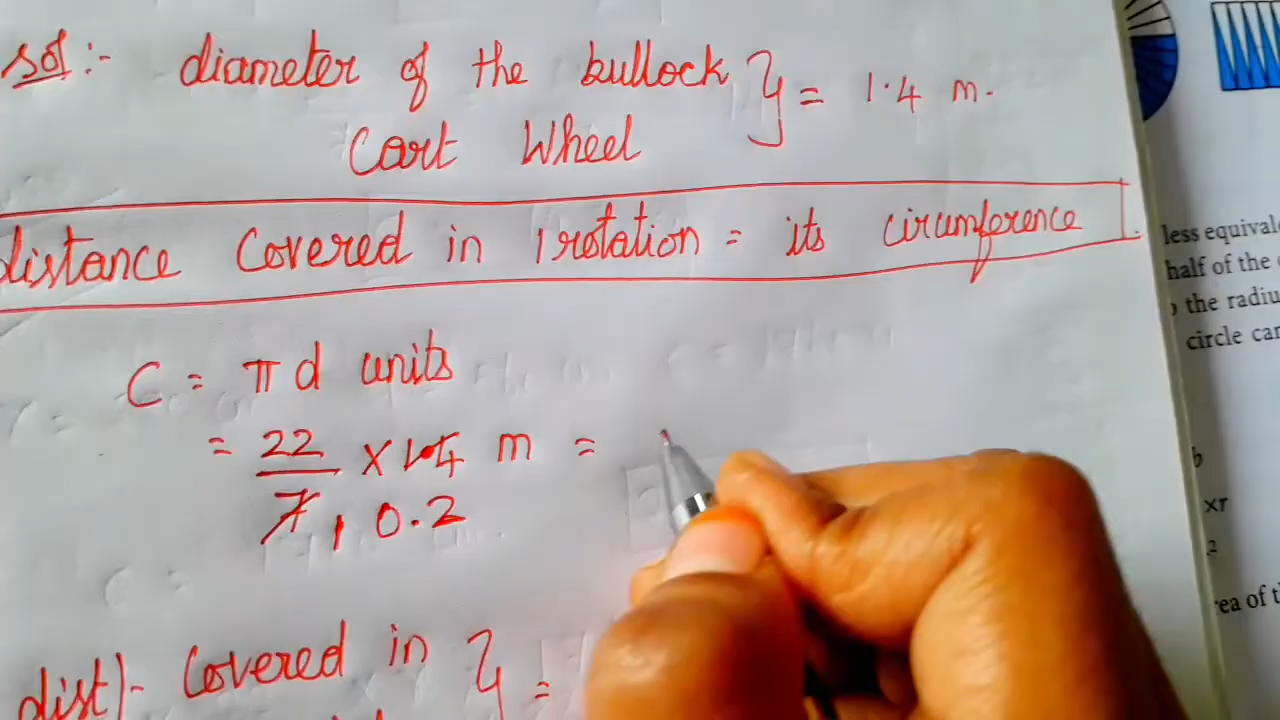 sol :- diameter of the bullock } = 1.4 m.
Cart Wheel
distance Covered in 1 rotation = its circumference
C = π d units
= 22/7 × 1.4 m =
1 0.2
dist)- Covered in } =
less equival
half of the
the radiu
circle car
b
xr
2
rea of t